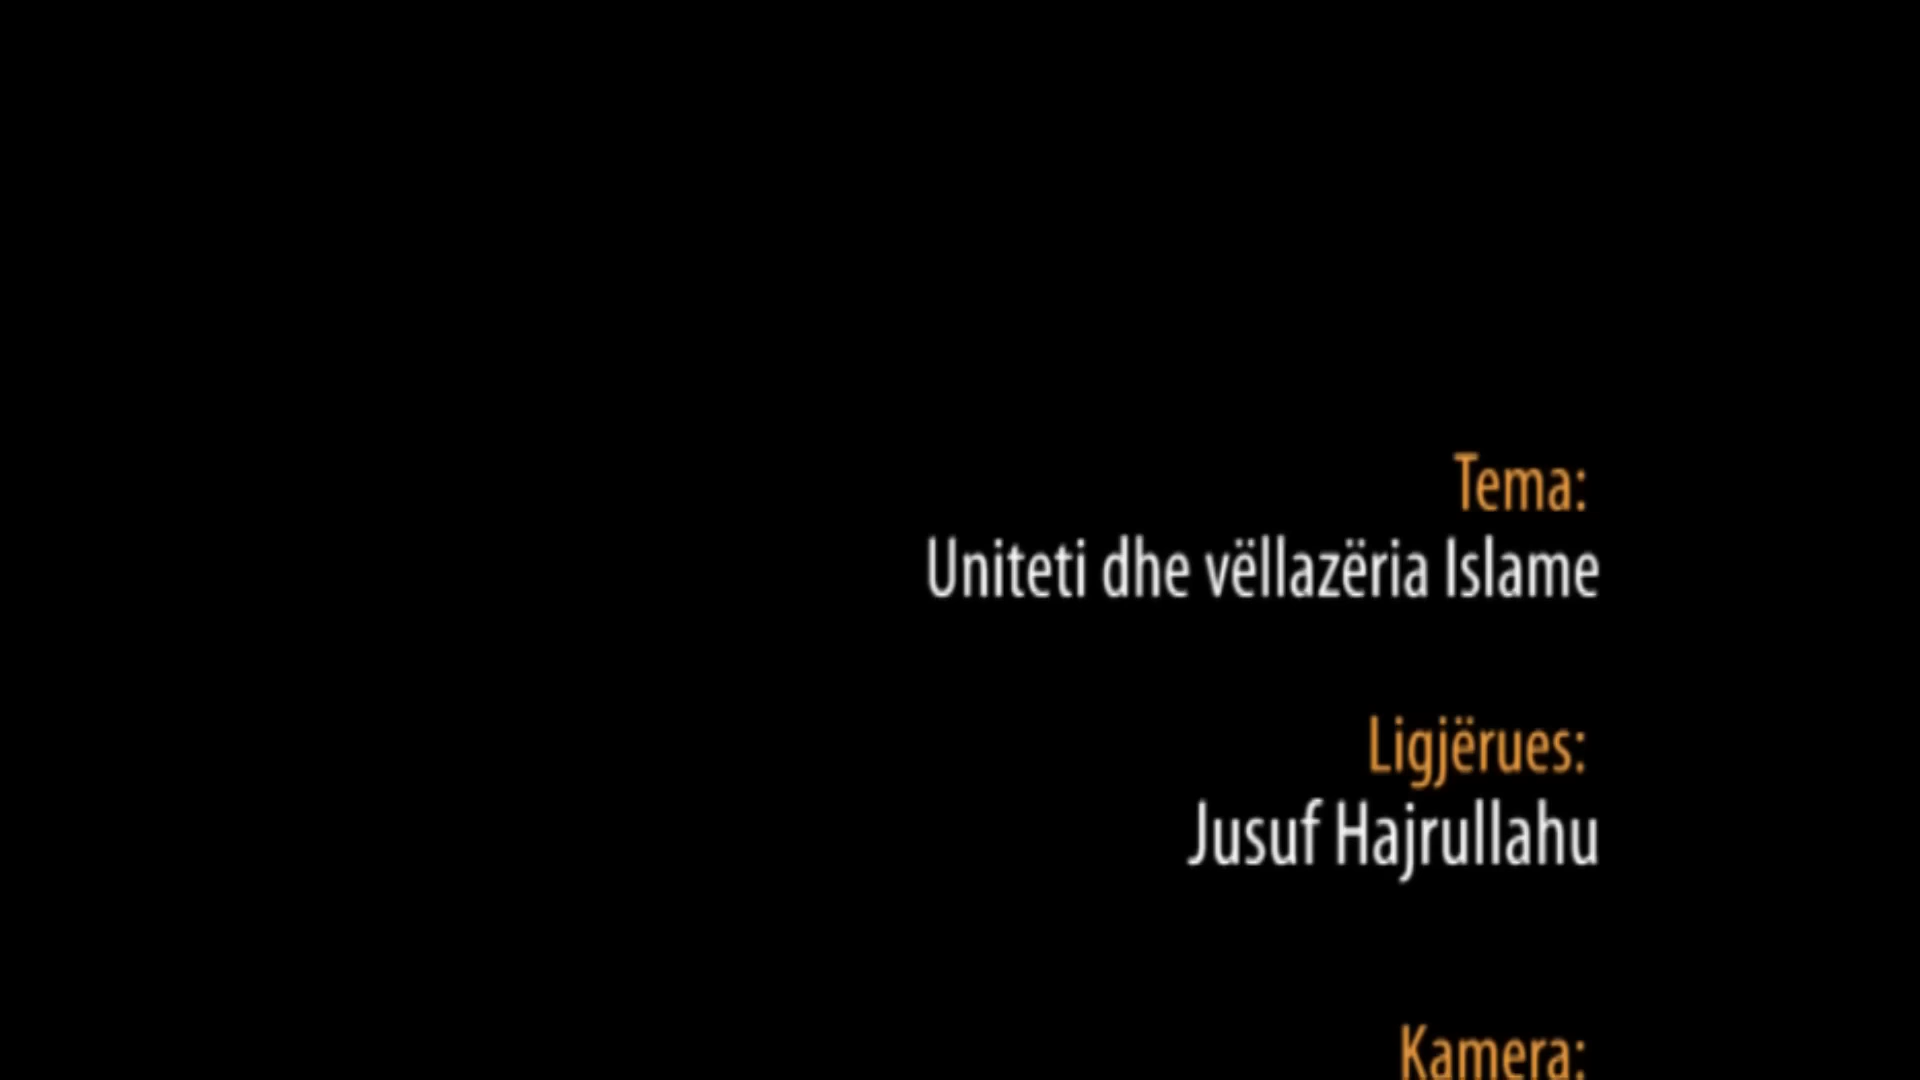 Tema:
Uniteti dhe vëllazëria Islame
Ligjërues:
Jusuf Hajrullahu
Kamera: